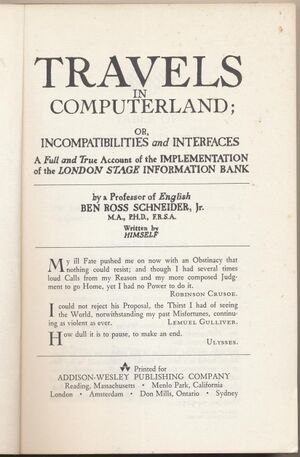 TRAVELS
IN
COMPUTERLAND;
OR,
INCOMPATIBILITIES and INTERFACES
A Full and True Account of the IMPLEMENTATION
of the LONDON STAGE INFORMATION BANK
by a Professor of English
BEN ROSS SCHNEIDER, Jr.
M.A., P.H.D., F.R.S.A.
Written by
HIMSELF
My ill Fate pushed me on now with an Obstinacy that
nothing could resist; and though I had several times
loud Calls from my Reason and my more composed Judg-
ment to go Home, yet I had no Power to do it.
ROBINSON CRUSOE.
I could not reject his Proposal, the Thirst I had of seeing
the World, notwithstanding my past Misfortunes, continu-
ing as violent as ever. LEMUEL GULLIVER.
How dull it is to pause, to make an end.
ULYSSES.
Printed for
ADDISON-WESLEY PUBLISHING COMPANY
Reading, Massachusetts · Menlo Park, California
London · Amsterdam · Don Mills, Ontario · Sydney